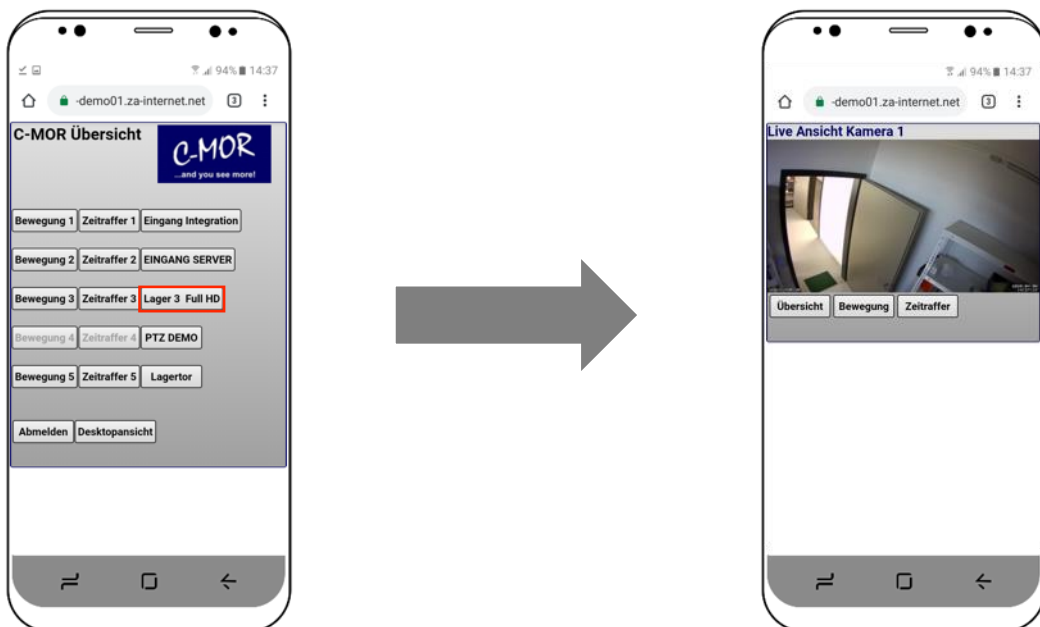 94% 14:37
-demo01.za-internet.net 3
C-MOR Übersicht
C-MOR
...and you see more!
Bewegung 1 Zeitraffer 1 Eingang Integration
Bewegung 2 Zeitraffer 2 EINGANG SERVER
Bewegung 3 Zeitraffer 3 Lager 3 Full HD
Bewegung 4 Zeitraffer 4 PTZ DEMO
Bewegung 5 Zeitraffer 5 Lagertor
Abmelden Desktopansicht
94% 14:37
-demo01.za-internet.net 3
Live Ansicht Kamera 1
Übersicht Bewegung Zeitraffer